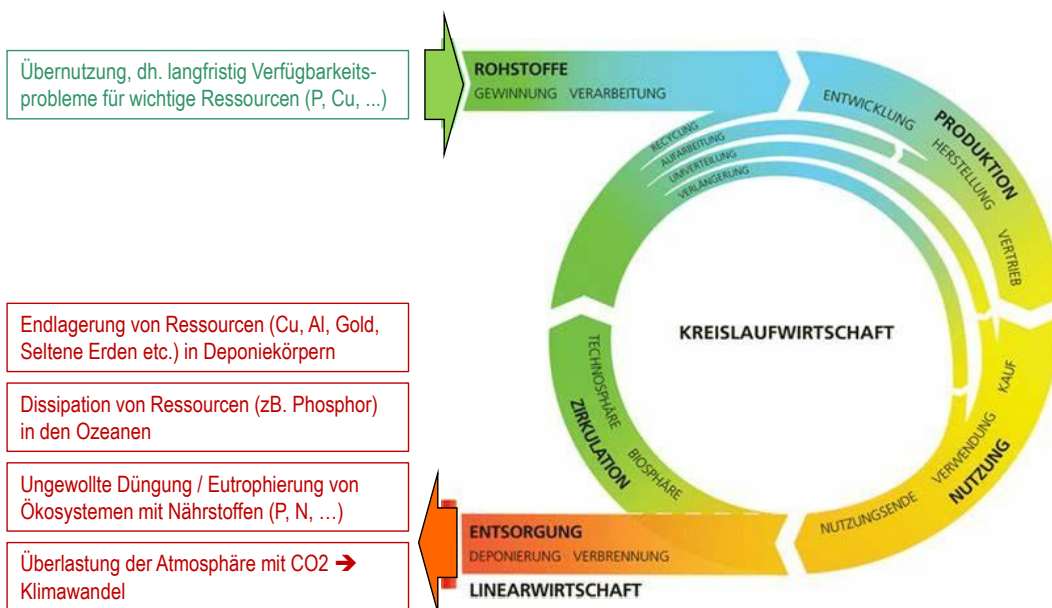 Übernutzung, dh. langfristig Verfügbarkeits-
probleme für wichtige Ressourcen (P, Cu, ...)
Endlagerung von Ressourcen (Cu, Al, Gold,
Seltene Erden etc.) in Deponiekörpern
Dissipation von Ressourcen (zB. Phosphor)
in den Ozeanen
Ungewollte Düngung / Eutrophierung von
Ökosystemen mit Nährstoffen (P, N, …)
Überlastung der Atmosphäre mit CO2 ➔
Klimawandel
ROHSTOFFE
GEWINNUNG VERARBEITUNG
RECYCLING
AUFARBEITUNG
UMVERTEILUNG
VERLÄNGERUNG
ENTWICKLUNG
PRODUKTION
HERSTELLUNG
VERTRIEB
KREISLAUFWIRTSCHAFT
KAUF
VERWENDUNG
NUTZUNG
NUTZUNGSENDE
TECHNOSPHÄRE
ZIRKULATION
BIOSPHÄRE
ENTSORGUNG
DEPONIERUNG VERBRENNUNG
LINEARWIRTSCHAFT